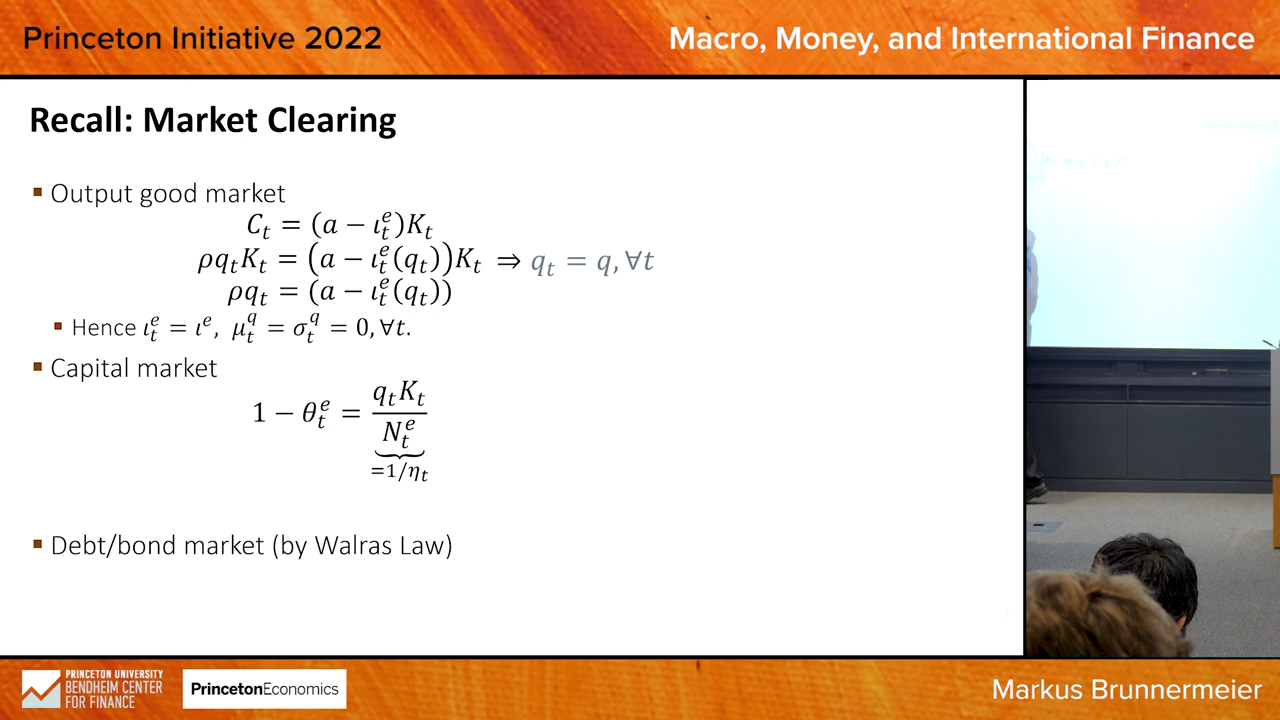 Princeton Initiative 2022
Macro, Money, and International Finance
Recall: Market Clearing
▪ Output good market
C_t = (a − ι_t^e)K_t
ρq_tK_t = (a − ι_t^e(q_t))K_t ⇒ q_t = q, ∀t
ρq_t = (a − ι_t^e(q_t))
▪ Hence ι_t^e = ι^e, μ_t^q = σ_t^q = 0, ∀t.
▪ Capital market
1 − θ_t^e = q_tK_t / N_t^e
=1/η_t
▪ Debt/bond market (by Walras Law)
PRINCETON UNIVERSITY
BENDHEIM CENTER
FOR FINANCE
PrincetonEconomics
Markus Brunnermeier